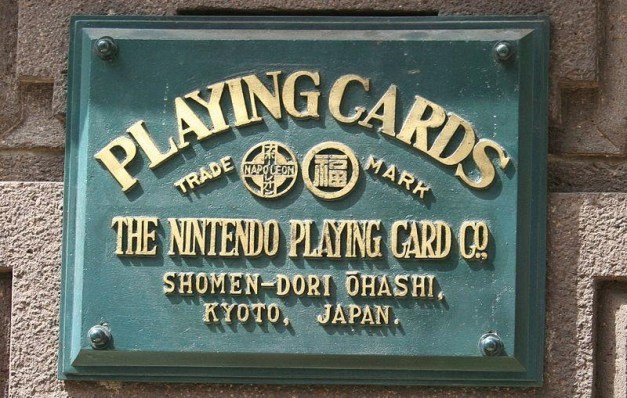 PLAYING CARDS
TRADE NAPOLEON 福 MARK
THE NINTENDO PLAYING CARD CO.
SHOMEN-DORI ŌHASHI,
KYOTO, JAPAN.